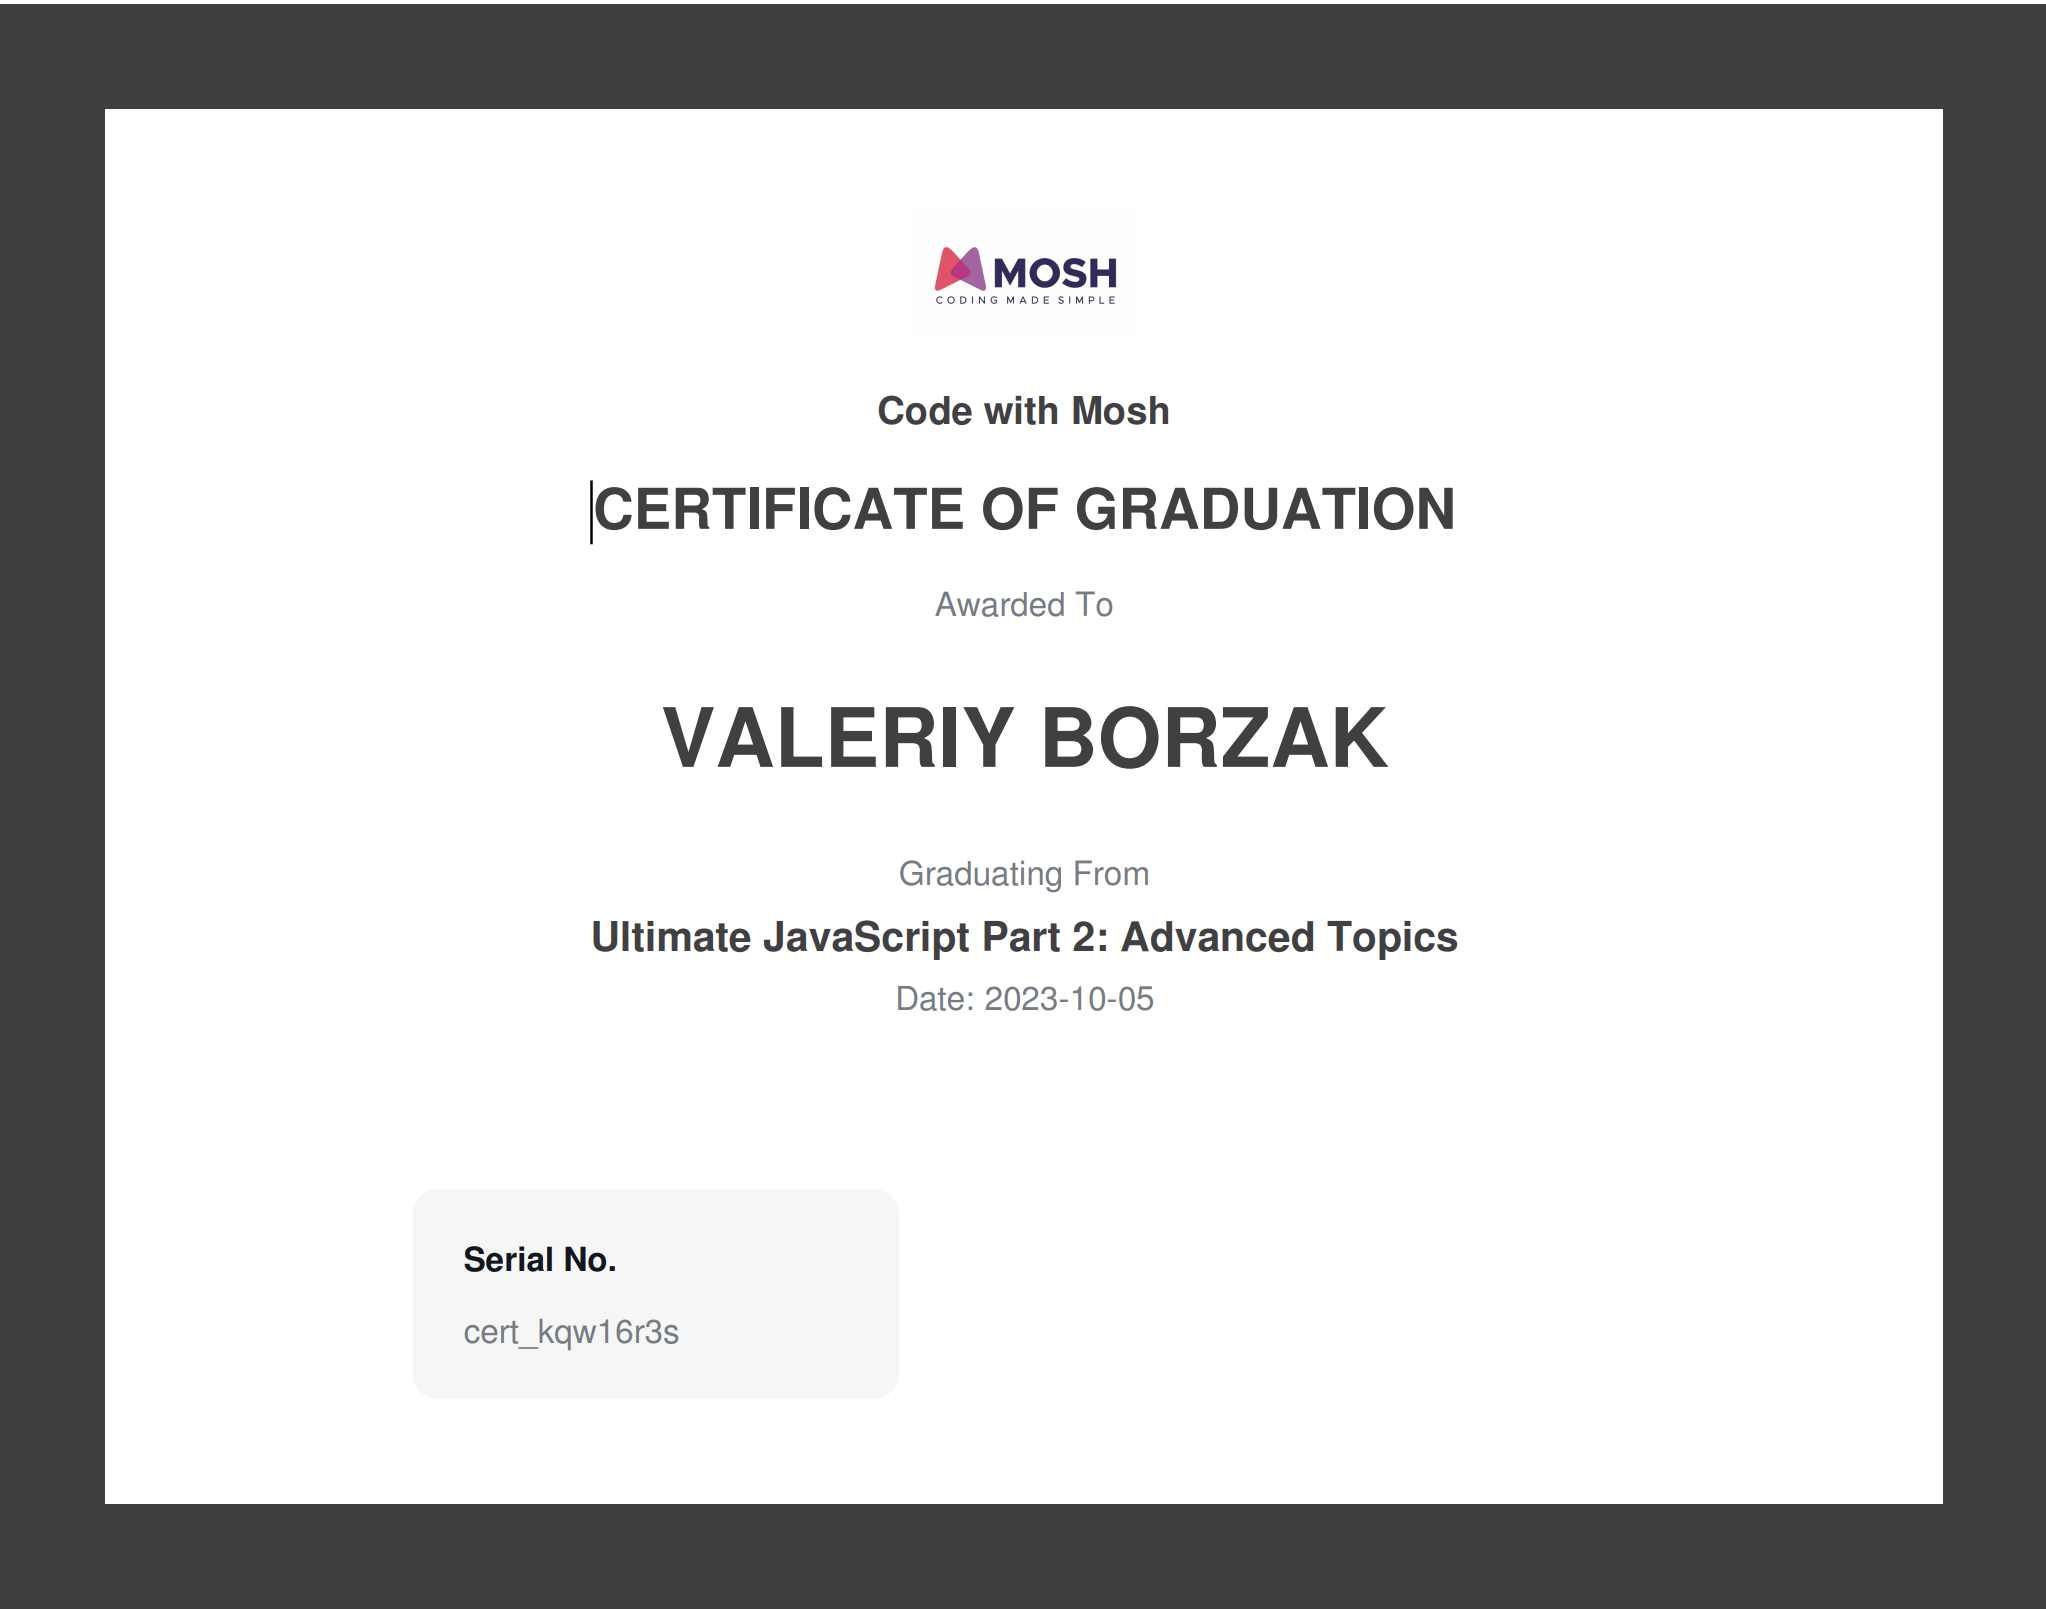 MOSH
CODING MADE SIMPLE
Code with Mosh
CERTIFICATE OF GRADUATION
Awarded To
VALERIY BORZAK
Graduating From
Ultimate JavaScript Part 2: Advanced Topics
Date: 2023-10-05
Serial No.
cert_kqw16r3s